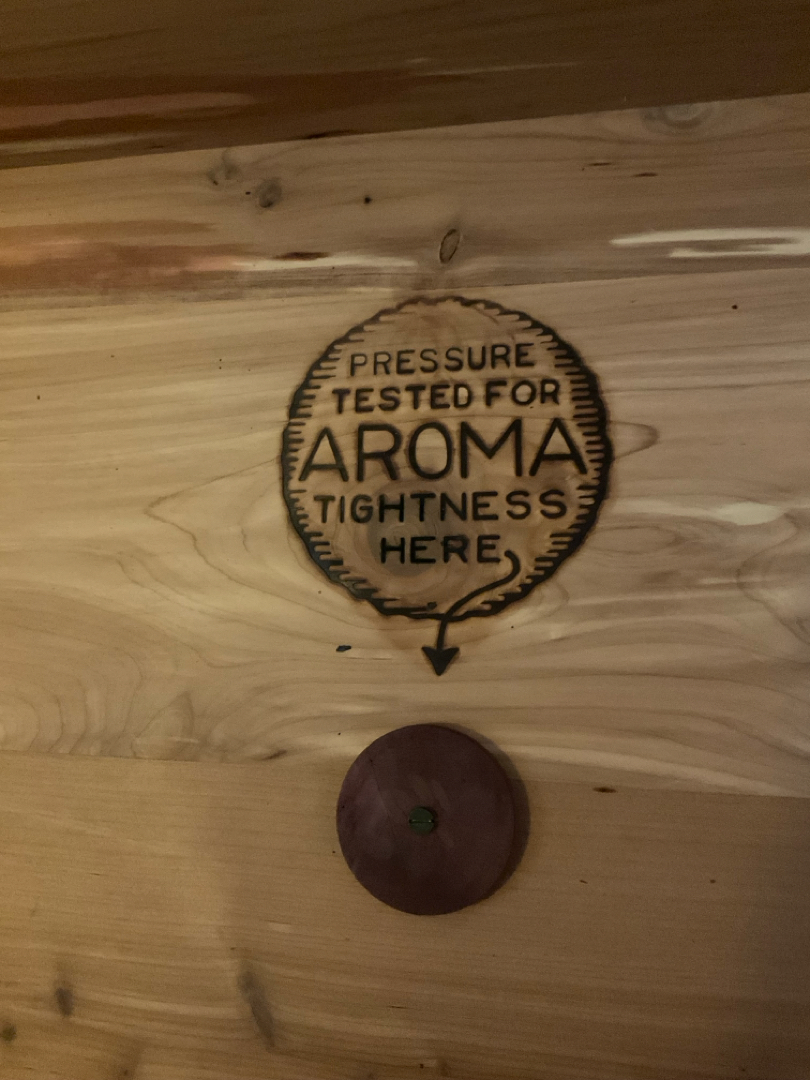 PRESSURE
TESTED FOR
AROMA
TIGHTNESS
HERE